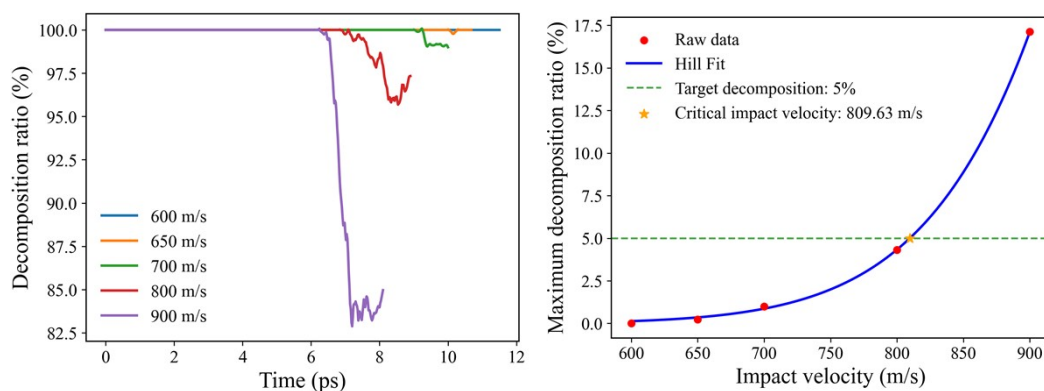 Decomposition ratio (%)
100.0
97.5
95.0
92.5
90.0
87.5
85.0
82.5
600 m/s
650 m/s
700 m/s
800 m/s
900 m/s
0 2 4 6 8 10 12
Time (ps)
Maximum decomposition ratio (%)
17.5
15.0
12.5
10.0
7.5
5.0
2.5
0.0
Raw data
Hill Fit
Target decomposition: 5%
Critical impact velocity: 809.63 m/s
600 650 700 750 800 850 900
Impact velocity (m/s)